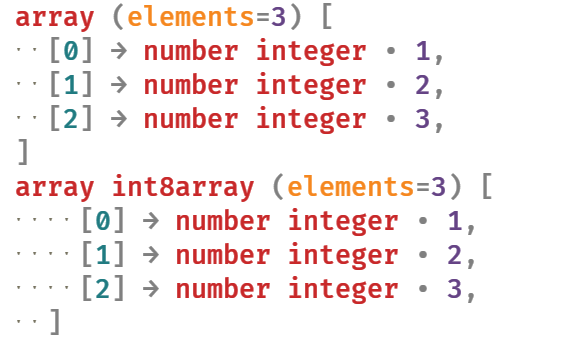 array (elements=3) [
··[0] → number integer • 1,
··[1] → number integer • 2,
··[2] → number integer • 3,
]
array int8array (elements=3) [
····[0] → number integer • 1,
····[1] → number integer • 2,
····[2] → number integer • 3,
··]